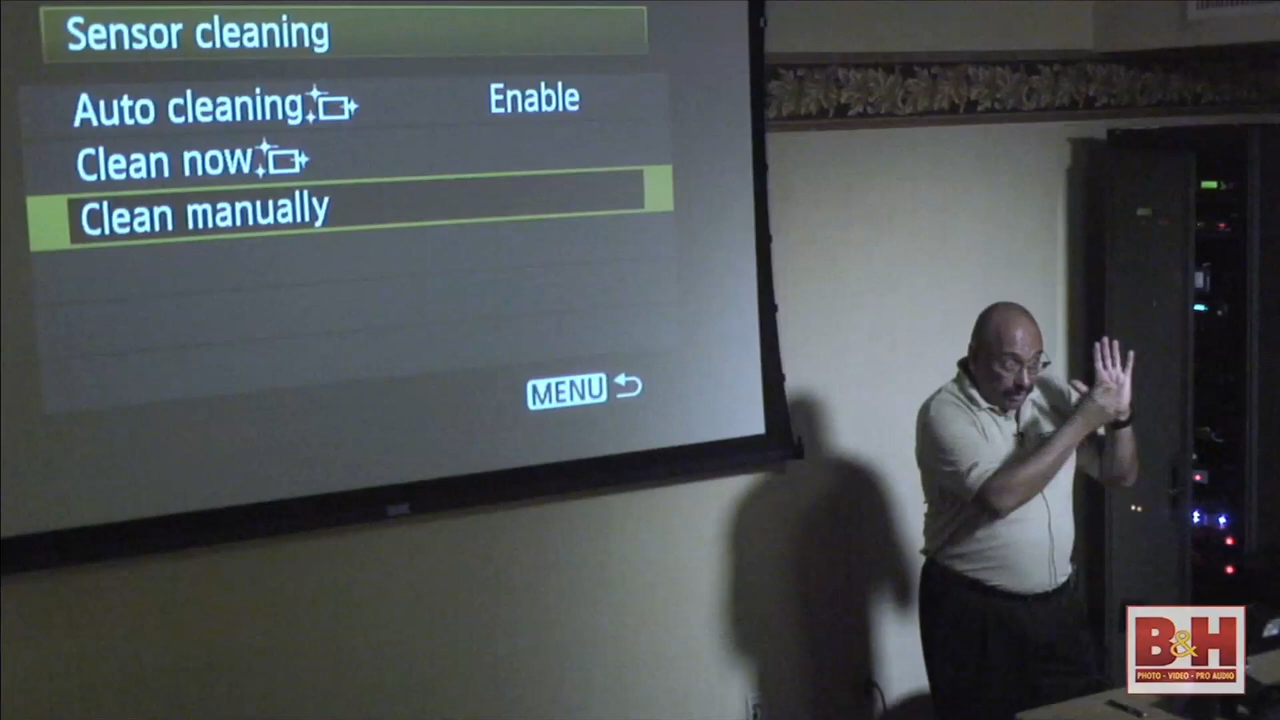 Sensor cleaning
Auto cleaning Enable
Clean now
Clean manually
MENU
B&H
PHOTO - VIDEO - PRO AUDIO